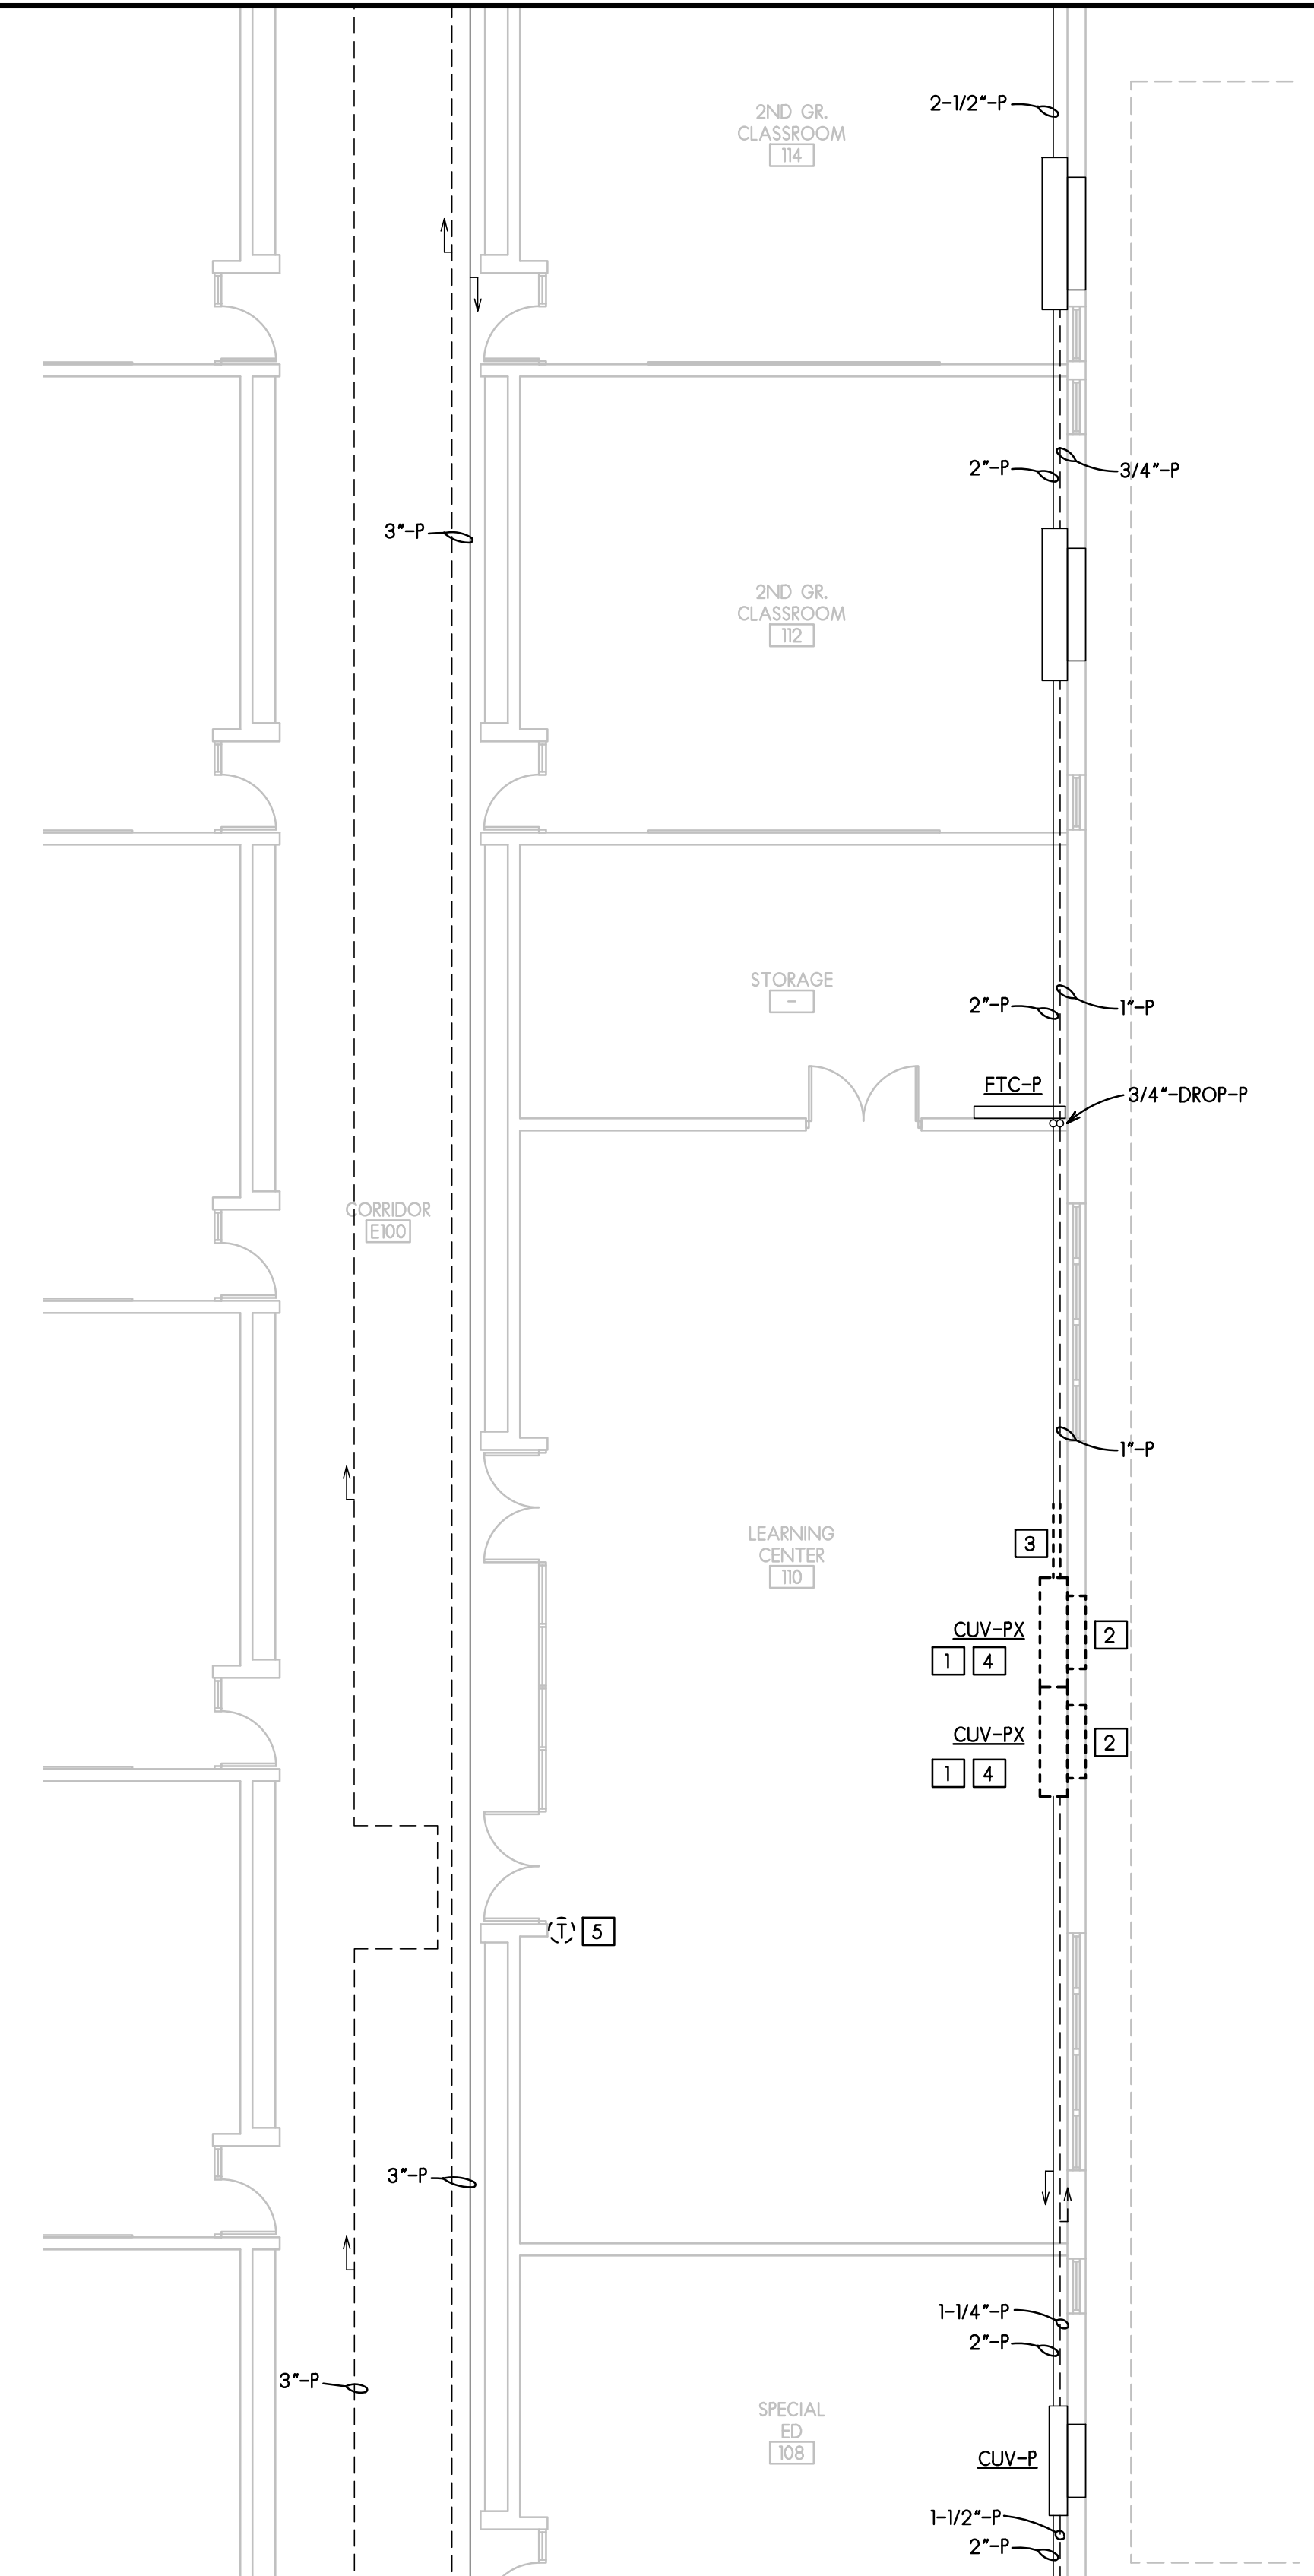 2-1/2"-P
2ND GR.
CLASSROOM
114
2"-P
3/4"-P
3"-P
2ND GR.
CLASSROOM
112
STORAGE
-
2"-P
1"-P
FTC-P
3/4"-DROP-P
CORRIDOR
E100
1"-P
LEARNING
CENTER
110
3
CUV-PX
2
1 4
CUV-PX
2
1 4
T 5
3"-P
1-1/4"-P
2"-P
3"-P
SPECIAL
ED
108
CUV-P
1-1/2"-P
2"-P